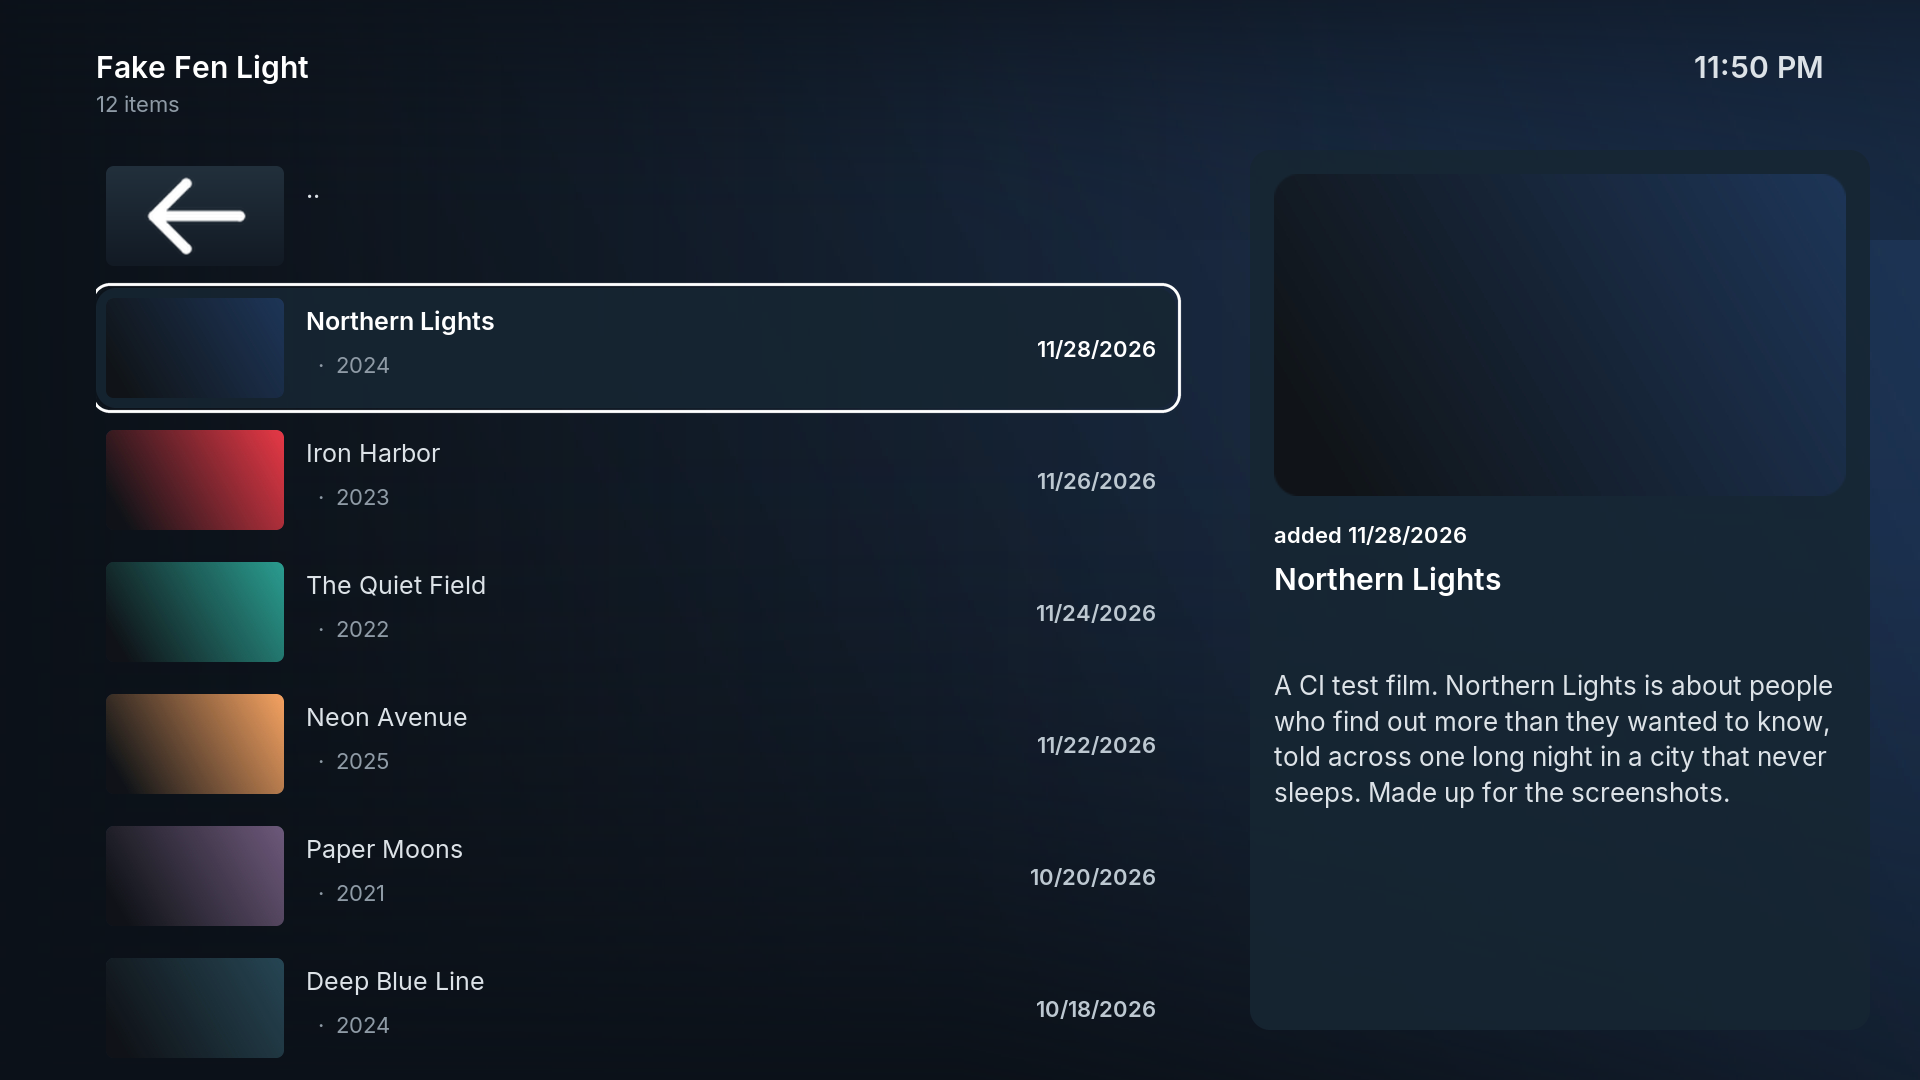 Fake Fen Light
12 items
11:50 PM
..
Northern Lights
· 2024
11/28/2026
Iron Harbor
· 2023
11/26/2026
The Quiet Field
· 2022
11/24/2026
Neon Avenue
· 2025
11/22/2026
Paper Moons
· 2021
10/20/2026
Deep Blue Line
· 2024
10/18/2026
added 11/28/2026
Northern Lights
A CI test film. Northern Lights is about people
who find out more than they wanted to know,
told across one long night in a city that never
sleeps. Made up for the screenshots.